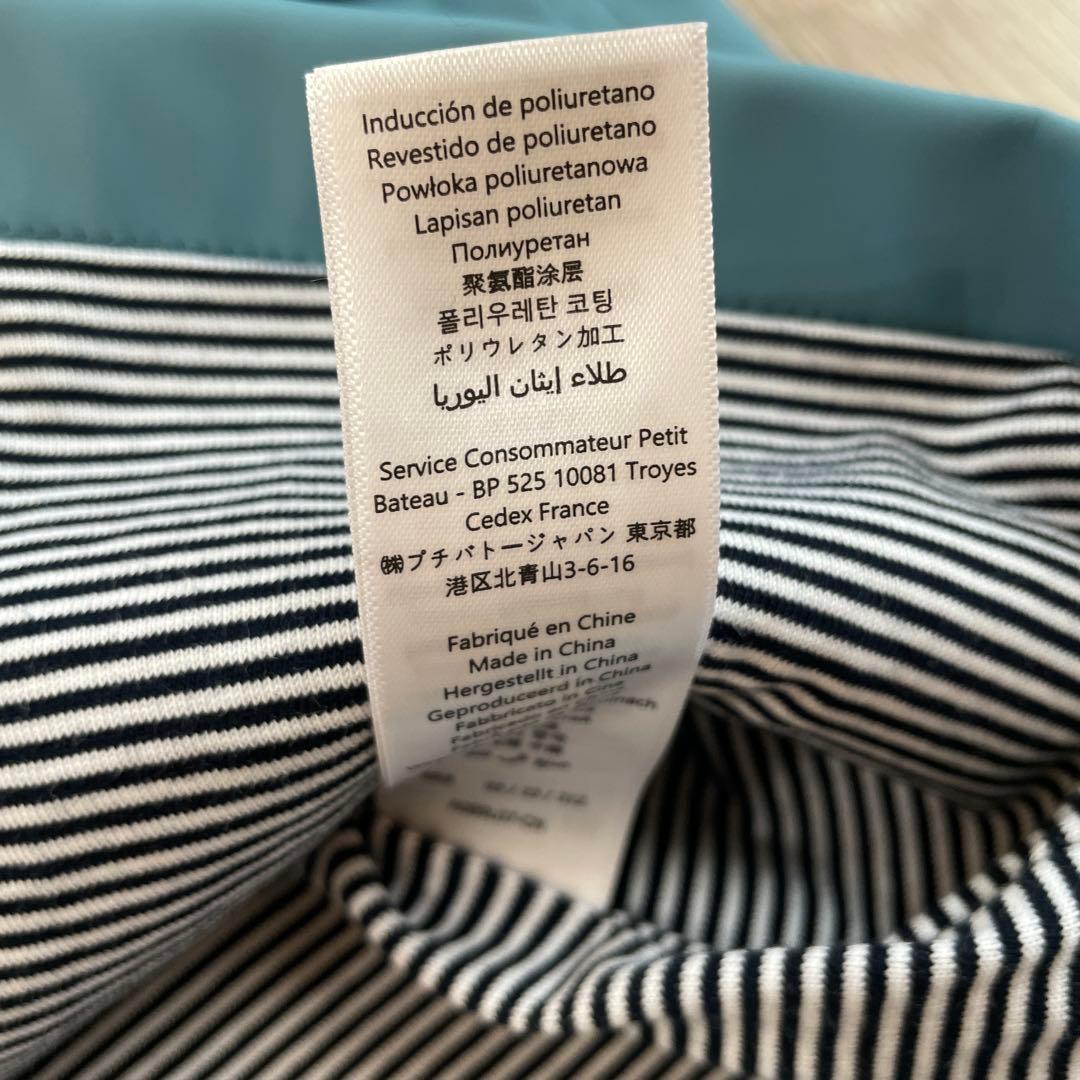 Inducción de poliuretano
Revestido de poliuretano
Powłoka poliuretanowa
Lapisan poliuretan
Полиуретан
聚氨酯涂层
폴리우레탄 코팅
ポリウレタン加工
طلاء إيثان اليوريا
Service Consommateur Petit
Bateau - BP 525 10081 Troyes
Cedex France
㈱プチバトージャパン 東京都
港区北青山3-6-16
Fabriqué en Chine
Made in China
Hergestellt in China
Geproduceerd in China
Fabbricato in Cina